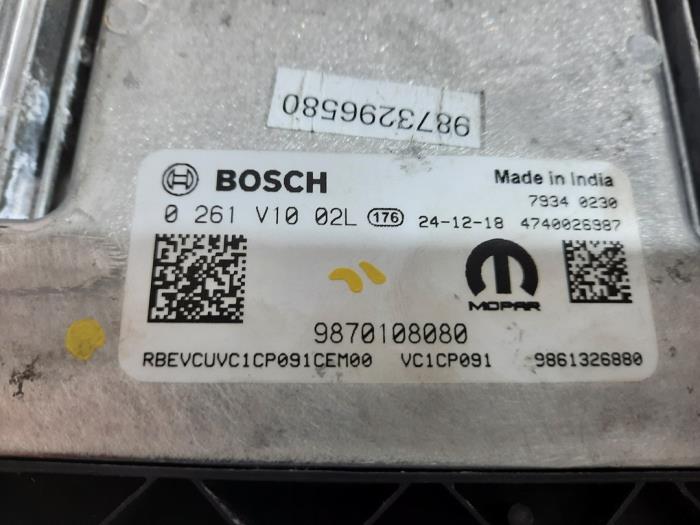 9873296580
BOSCH
Made in India
7934 0230
0 261 V10 02L 176 24-12-18 4740026987
MOPAR
9870108080
RBEVCUVC1CP091CEM00 VC1CP091 9861326880